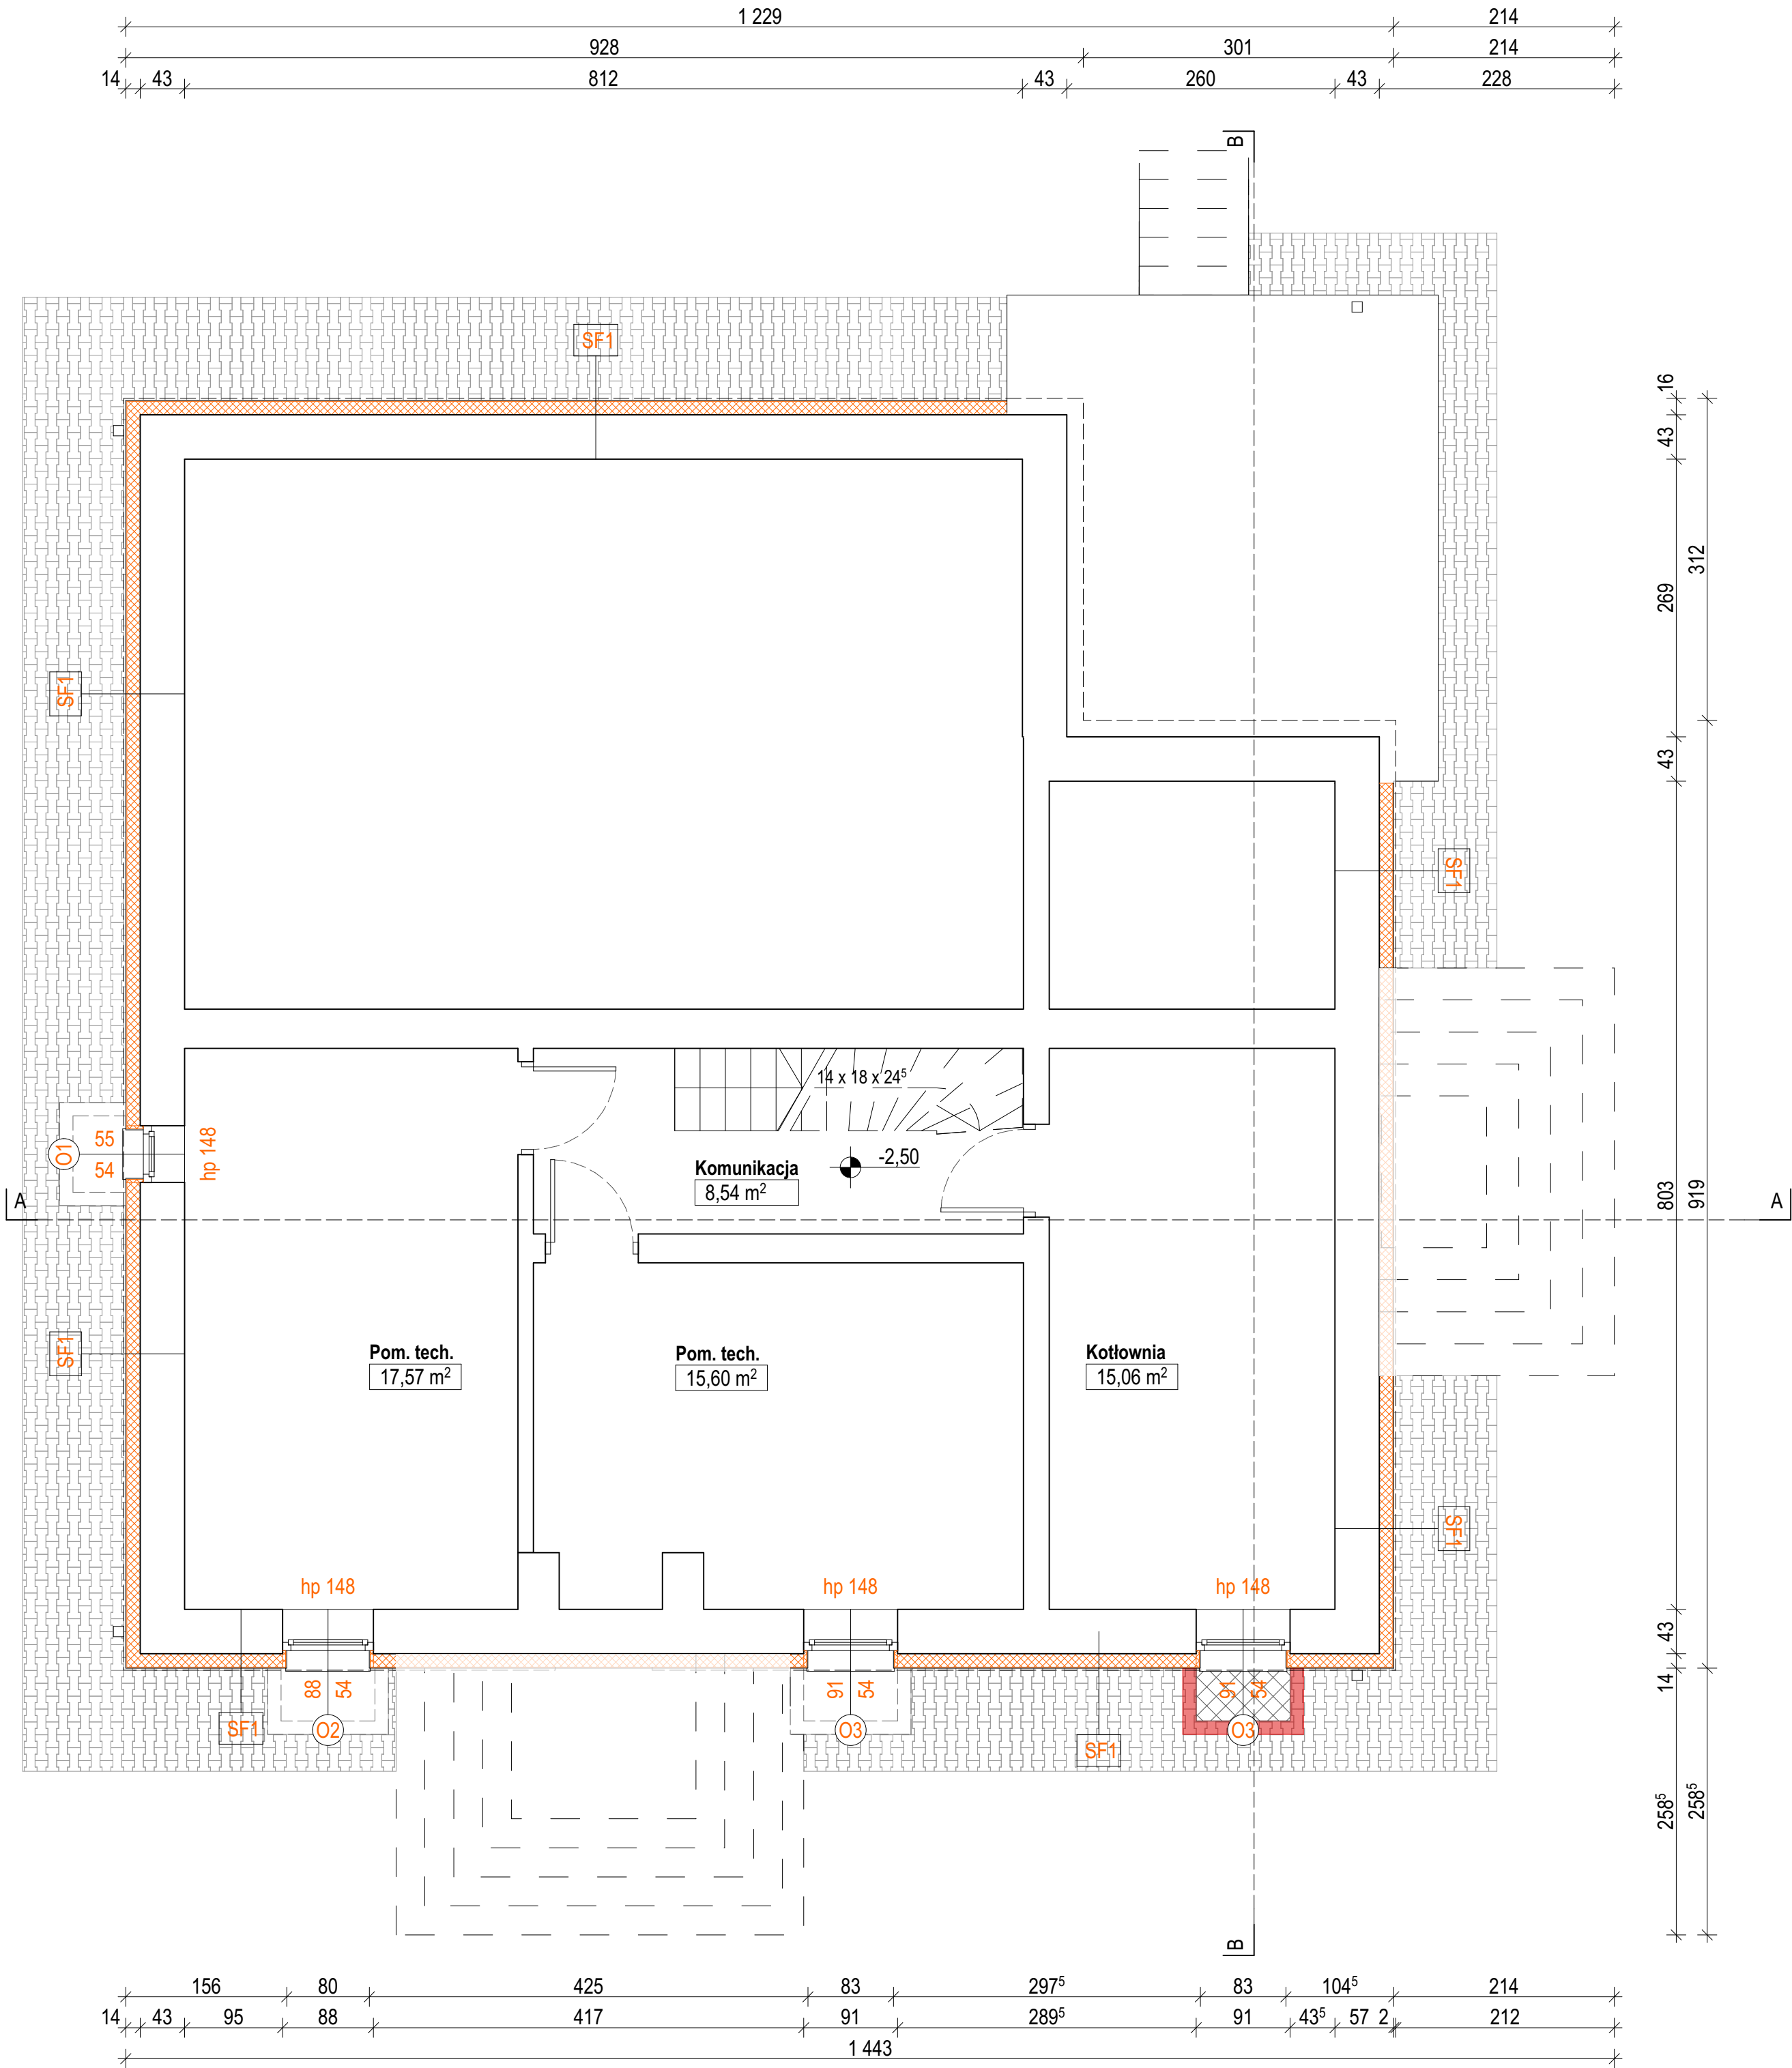 1 229 214
928 301 214
14 43 812 43 260 43 228
B
SF1
16
43
312
269
SF1
43
SF1
14 x 18 x 24⁵
O1
55
54
hp 148
-2,50
Komunikacja
8,54 m²
A
A
803
919
SF1
Pom. tech.
17,57 m²
Pom. tech.
15,60 m²
Kotłownia
15,06 m²
SF1
hp 148
hp 148
hp 148
43
14
88
54
91
54
91
54
SF1
O2
O3
O3
SF1
258⁵
258⁵
B
156 80 425 83 297⁵ 83 104⁵ 214
14 43 95 88 417 91 289⁵ 91 43⁵ 57 2 212
1 443